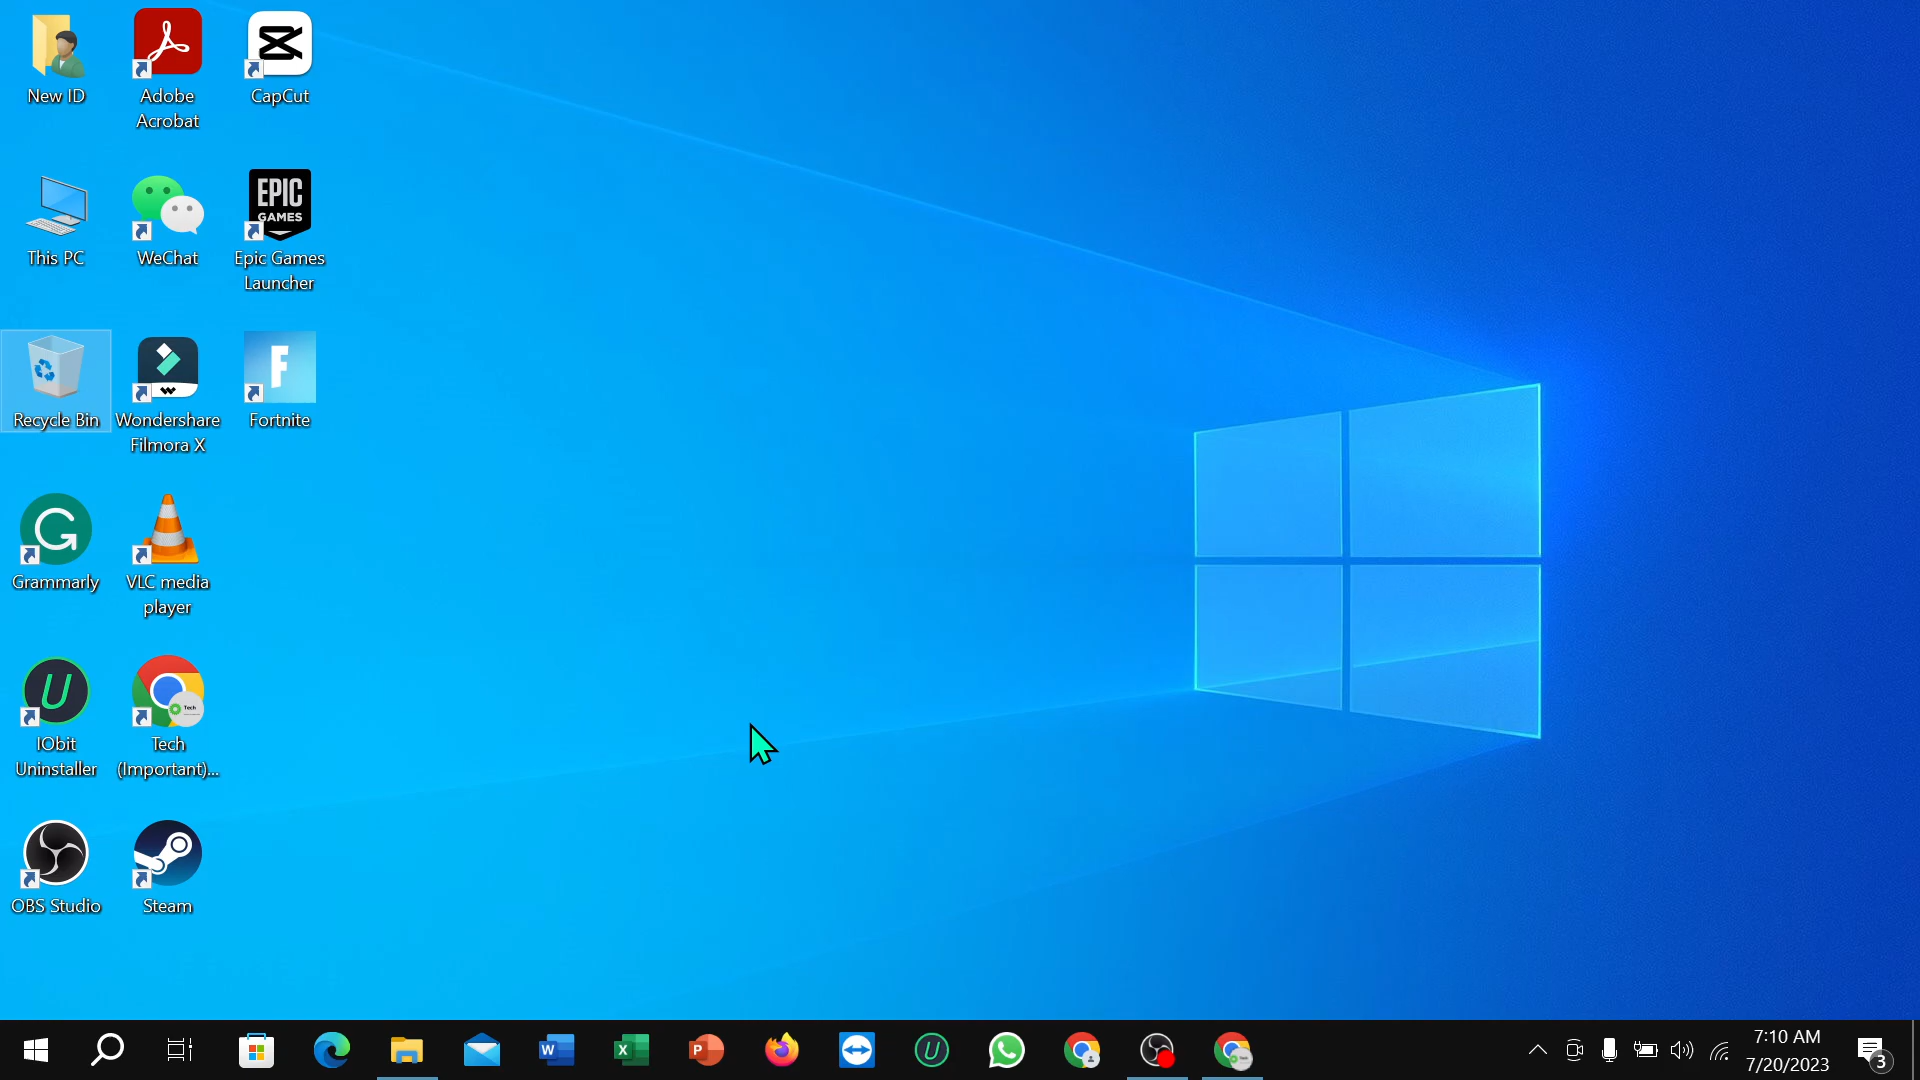 New ID
Adobe
Acrobat
CapCut
EPIC
GAMES
This PC
WeChat
Epic Games
Launcher
F
Recycle Bin
Wondershare
Filmora X
Fortnite
G
Grammarly
VLC media
player
U
Tech
IObit
Uninstaller
Tech
(Important)...
OBS Studio
Steam
W
X
P
U
7:10 AM
7/20/2023
3